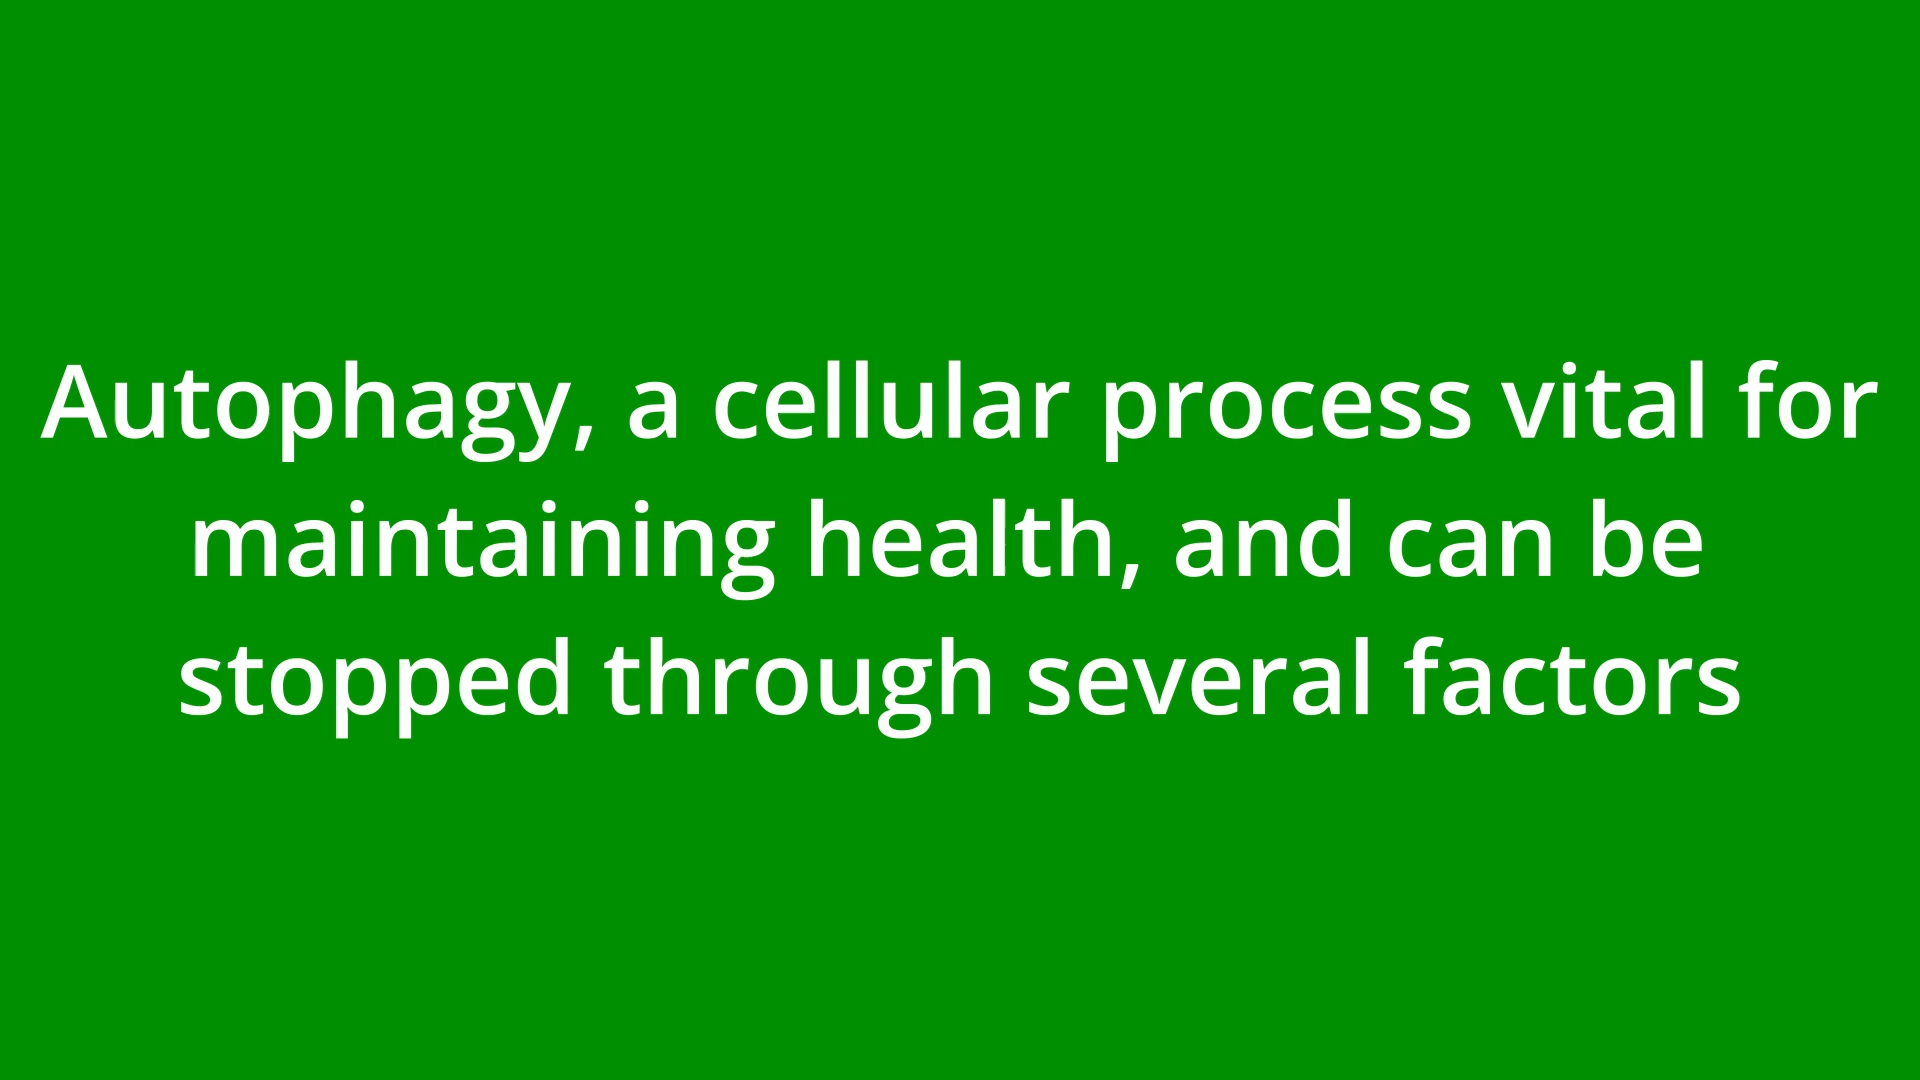 Autophagy, a cellular process vital for
maintaining health, and can be
stopped through several factors